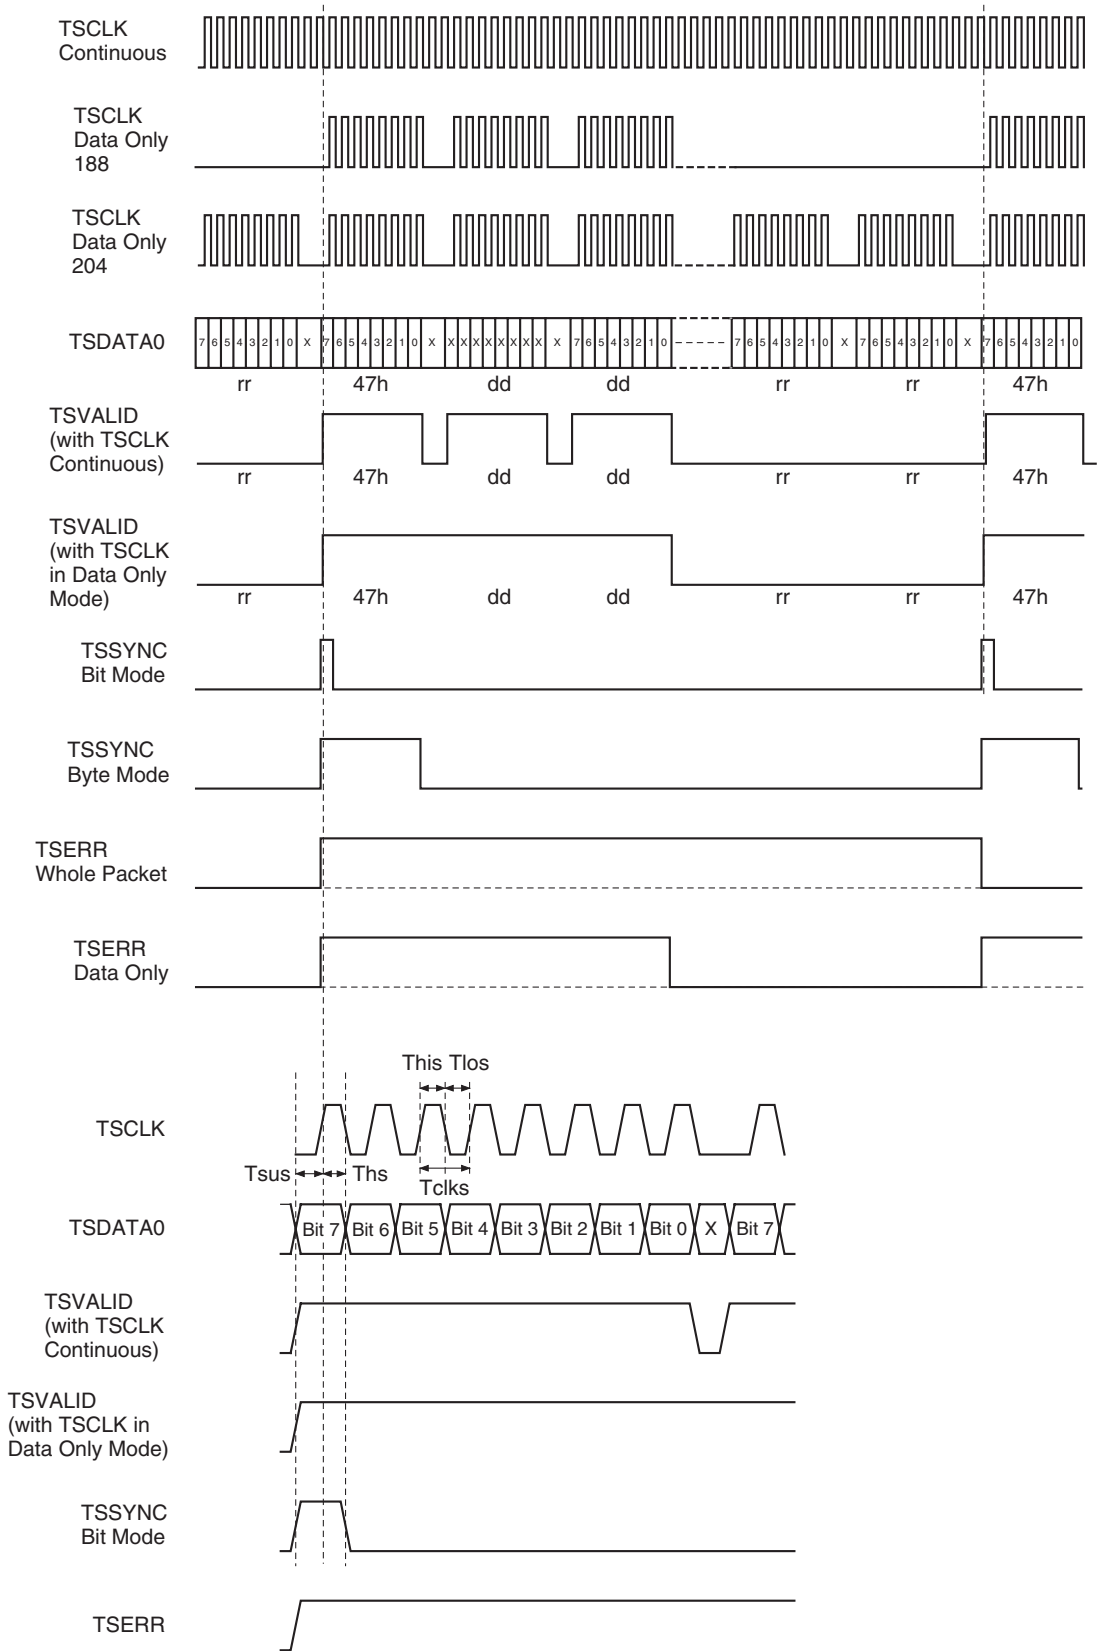 TSCLK
Continuous
TSCLK
Data Only
188
TSCLK
Data Only
204
TSDATA0
7 6 5 4 3 2 1 0 X 7 6 5 4 3 2 1 0 X X X X X X X X X X 7 6 5 4 3 2 1 0 7 6 5 4 3 2 1 0 X 7 6 5 4 3 2 1 0 X 7 6 5 4 3 2 1 0
rr 47h dd dd rr rr 47h
TSVALID
(with TSCLK
Continuous)
rr 47h dd dd rr rr 47h
TSVALID
(with TSCLK
in Data Only
Mode)
rr 47h dd dd rr rr 47h
TSSYNC
Bit Mode
TSSYNC
Byte Mode
TSERR
Whole Packet
TSERR
Data Only
This Tlos
TSCLK
Tsus Ths Tclks
TSDATA0
Bit 7 Bit 6 Bit 5 Bit 4 Bit 3 Bit 2 Bit 1 Bit 0 X Bit 7
TSVALID
(with TSCLK
Continuous)
TSVALID
(with TSCLK in
Data Only Mode)
TSSYNC
Bit Mode
TSERR